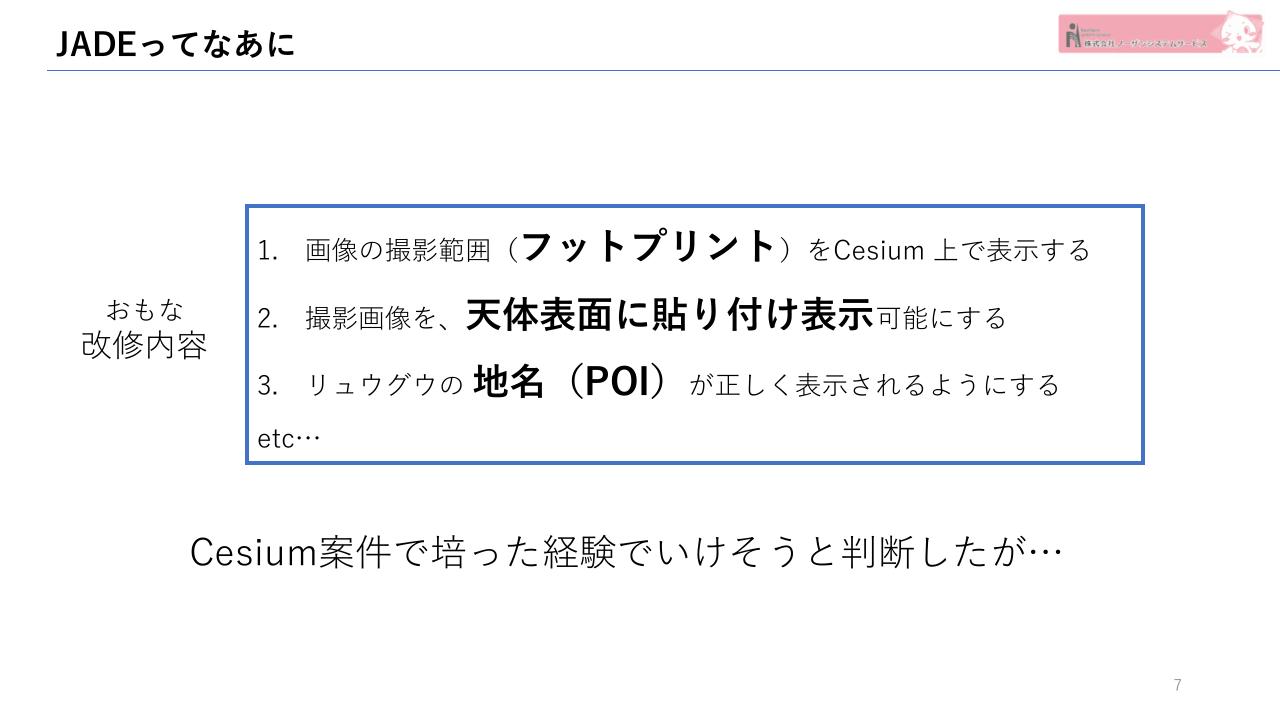 JADEってなあに
株式会社ノーザンシステムサービス
おもな
改修内容
1. 画像の撮影範囲（フットプリント）をCesium 上で表示する
2. 撮影画像を、天体表面に貼り付け表示可能にする
3. リュウグウの 地名（POI） が正しく表示されるようにする
etc…
Cesium案件で培った経験でいけそうと判断したが…
7